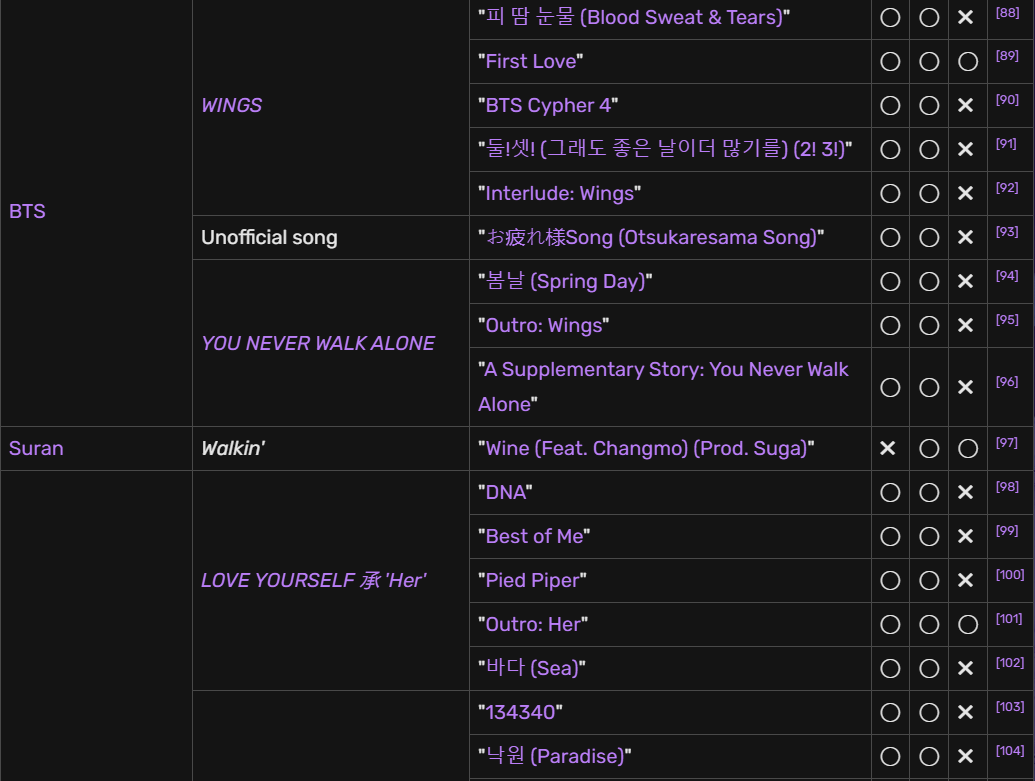 "피 땀 눈물 (Blood Sweat & Tears)" ◯ ◯ ✕ [88]
"First Love" ◯ ◯ ◯ [89]
WINGS
"BTS Cypher 4" ◯ ◯ ✕ [90]
"둘!셋! (그래도 좋은 날이더 많기를) (2! 3!)" ◯ ◯ ✕ [91]
"Interlude: Wings" ◯ ◯ ✕ [92]
BTS
Unofficial song "お疲れ様Song (Otsukaresama Song)" ◯ ◯ ✕ [93]
"봄날 (Spring Day)" ◯ ◯ ✕ [94]
"Outro: Wings" ◯ ◯ ✕ [95]
YOU NEVER WALK ALONE
"A Supplementary Story: You Never Walk
Alone" ◯ ◯ ✕ [96]
Suran Walkin' "Wine (Feat. Changmo) (Prod. Suga)" ✕ ◯ ◯ [97]
"DNA" ◯ ◯ ✕ [98]
"Best of Me" ◯ ◯ ✕ [99]
LOVE YOURSELF 承 'Her' "Pied Piper" ◯ ◯ ✕ [100]
"Outro: Her" ◯ ◯ ◯ [101]
"바다 (Sea)" ◯ ◯ ✕ [102]
"134340" ◯ ◯ ✕ [103]
"낙원 (Paradise)" ◯ ◯ ✕ [104]